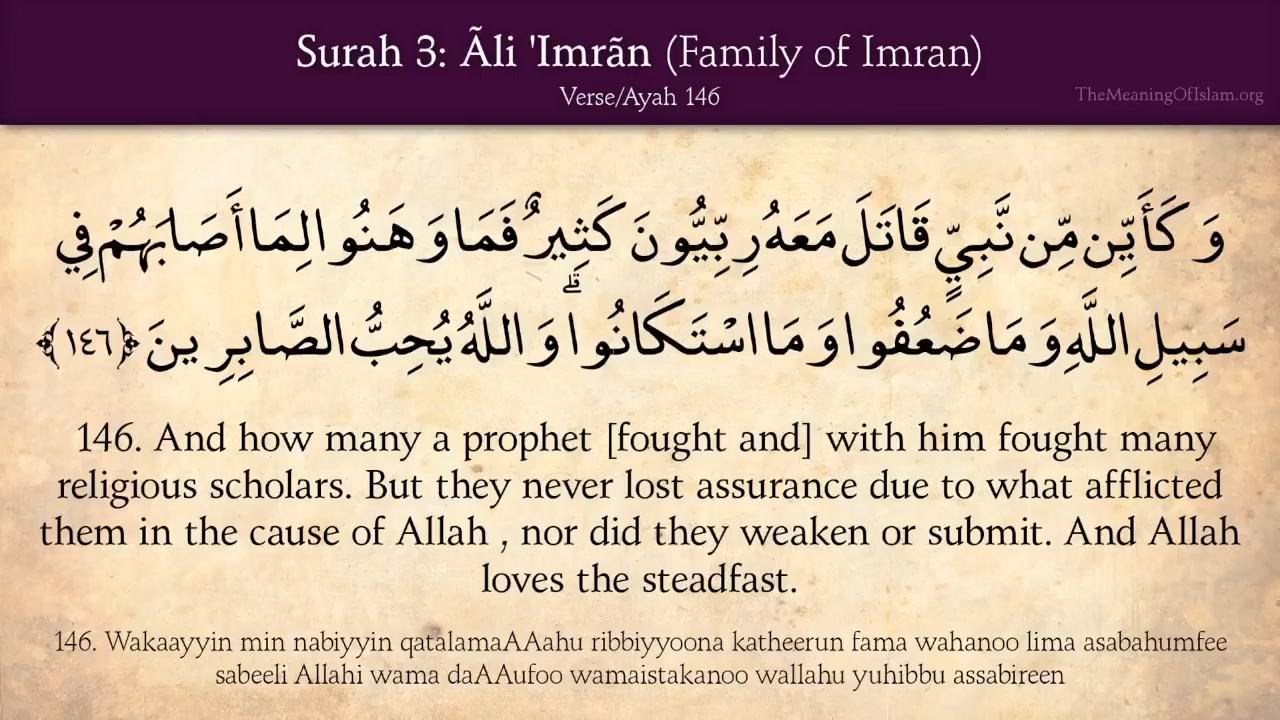 Surah 3: Ãli 'Imrãn (Family of Imran)
Verse/Ayah 146
TheMeaningOfIslam.org
وَكَأَيِّن مِّن نَّبِيٍّ قَاتَلَ مَعَهُ رِبِّيُّونَ كَثِيرٌ فَمَا وَهَنُوا لِمَا أَصَابَهُمْ فِي
سَبِيلِ اللَّهِ وَمَا ضَعُفُوا وَمَا اسْتَكَانُوا ۗ وَاللَّهُ يُحِبُّ الصَّابِرِينَ ﴿١٤٦﴾
146. And how many a prophet [fought and] with him fought many
religious scholars. But they never lost assurance due to what afflicted
them in the cause of Allah , nor did they weaken or submit. And Allah
loves the steadfast.
146. Wakaayyin min nabiyyin qatalamaAAahu ribbiyyoona katheerun fama wahanoo lima asabahumfee
sabeeli Allahi wama daAAufoo wamaistakanoo wallahu yuhibbu assabireen